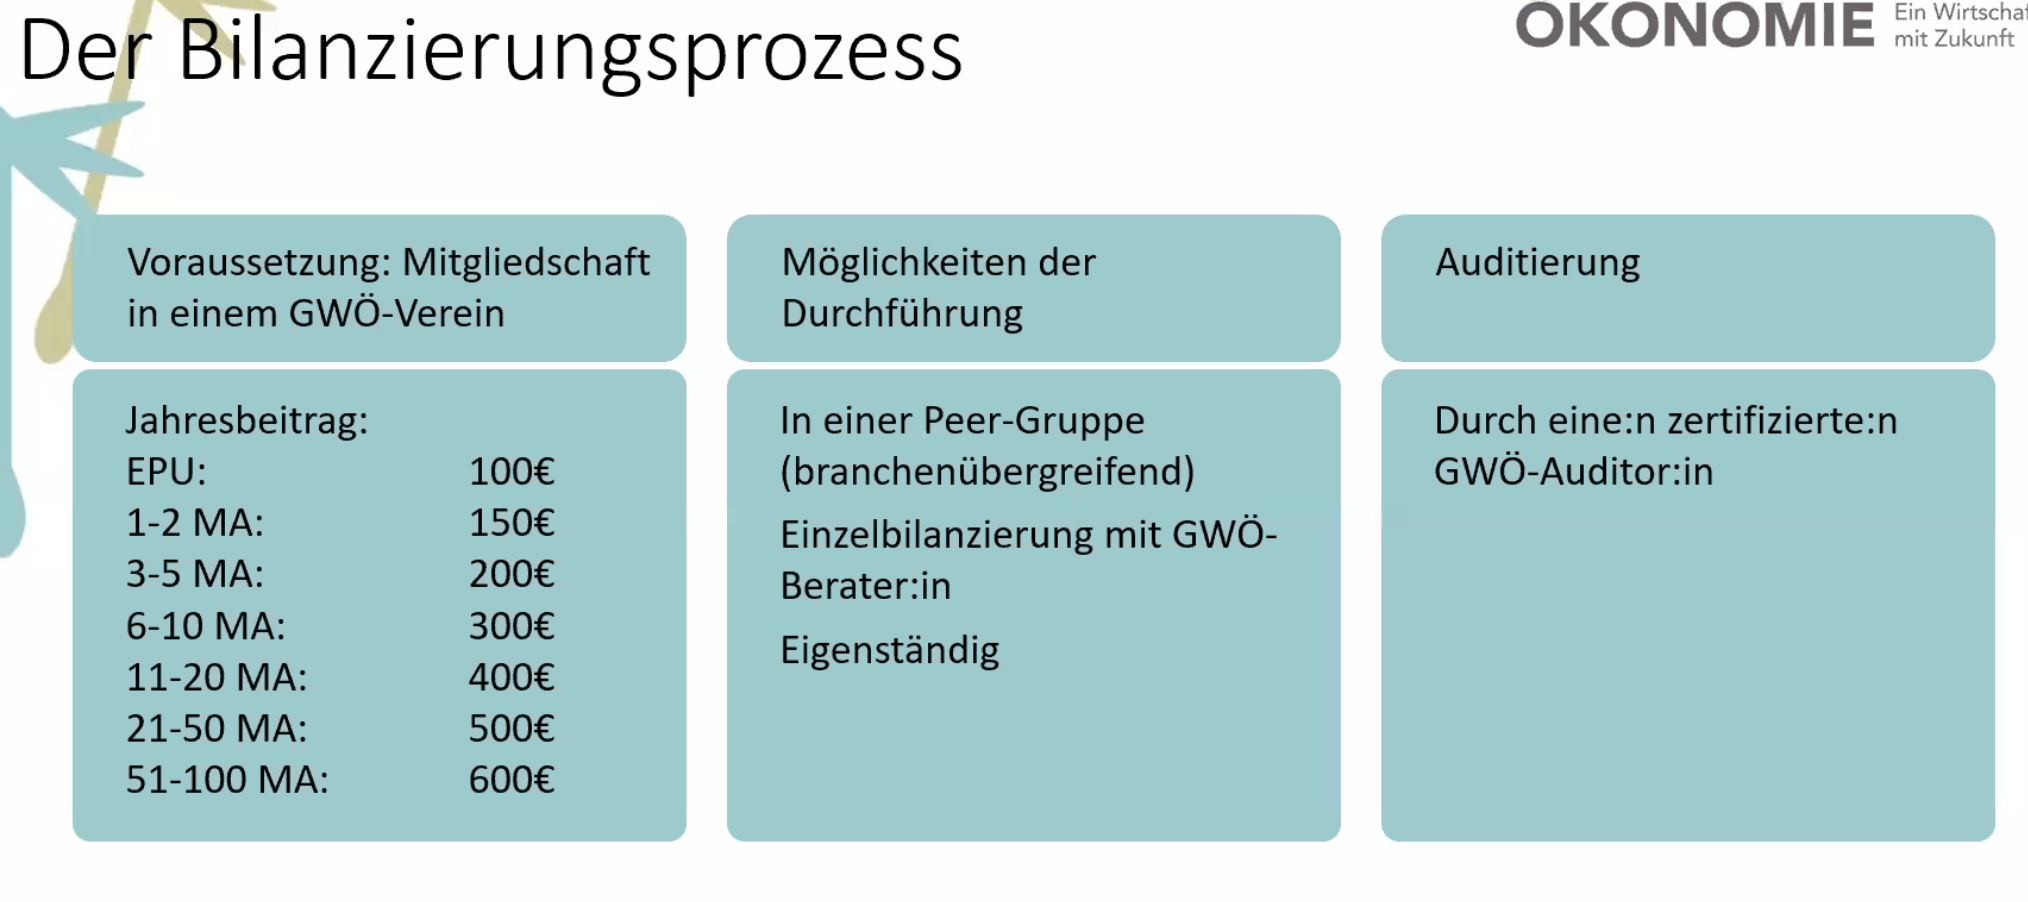 Der Bilanzierungsprozess
ÖKONOMIE
Ein
mit Zukunft
Voraussetzung: Mitgliedschaft
in einem GWÖ-Verein
Jahresbeitrag:
EPU: 100€
1-2 MA: 150€
3-5 MA: 200€
6-10 MA: 300€
11-20 MA: 400€
21-50 MA: 500€
51-100 MA: 600€
Möglichkeiten der
Durchführung
In einer Peer-Gruppe
(branchenübergreifend)
Einzelbilanzierung mit GWÖ-
Berater:in
Eigenständig
Auditierung
Durch eine:n zertifizierte:n
GWÖ-Auditor:in